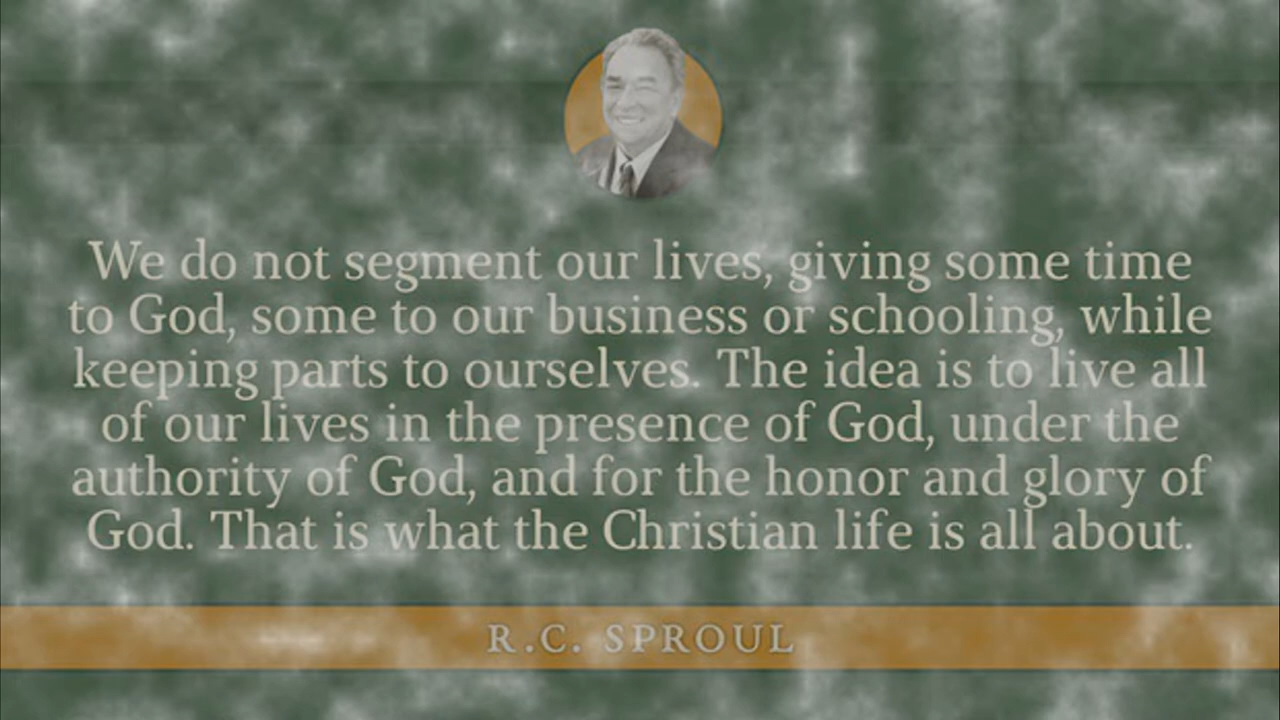 We do not segment our lives, giving some time
to God, some to our business or schooling, while
keeping parts to ourselves. The idea is to live all
of our lives in the presence of God, under the
authority of God, and for the honor and glory of
God. That is what the Christian life is all about.
R.C. SPROUL